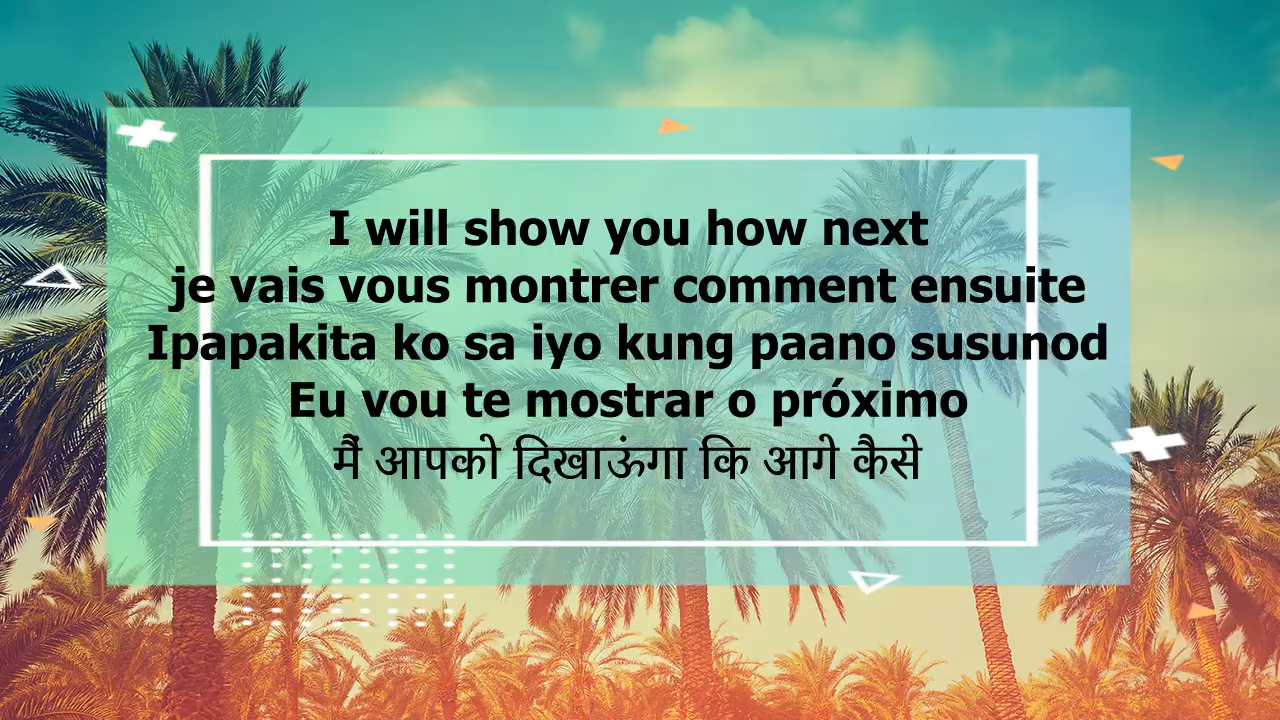 I will show you how next
je vais vous montrer comment ensuite
Ipapakita ko sa iyo kung paano susunod
Eu vou te mostrar o próximo
मैं आपको दिखाऊंगा कि आगे कैसे